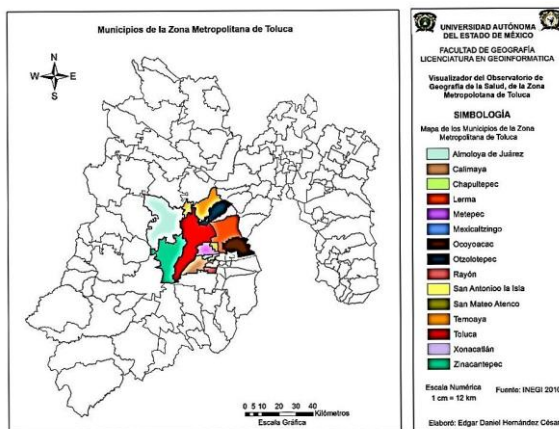 Municipios de la Zona Metropolitana de Toluca
N
W
E
S
0 5 10 20 30 40
Kilómetros
Escala Gráfica
UNIVERSIDAD AUTÓNOMA
DEL ESTADO DE MÉXICO
FACULTAD DE GEOGRAFÍA
LICENCIATURA EN GEOINFORMATICA
Visualizador del Observatorio de
Geografía de la Salud, de la Zona
Metropolotana de Toluca
SIMBOLOGÍA
Mapa de los Municipios de la Zona
Metropolitana de Toluca
Almoloya de Juárez
Calimaya
Chapultepec
Lerma
Metepec
Mexicaltzingo
Ocoyoacac
Otzolotepec
Rayón
San Antonioo la Isla
San Mateo Atenco
Temoaya
Toluca
Xonacatlán
Zinacantepec
Escala Numérica
1 cm = 12 km
Fuente: INEGI 2010
Elaboró: Edgar Daniel Hernández César